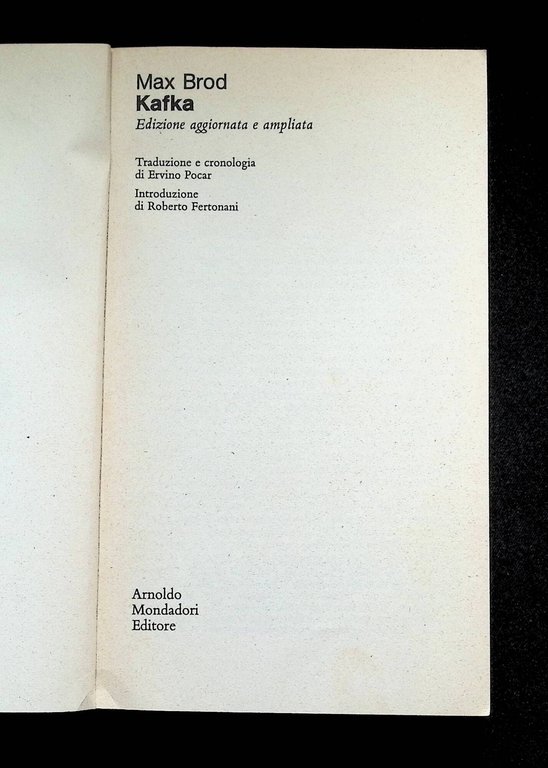 Max Brod
Kafka
Edizione aggiornata e ampliata
Traduzione e cronologia
di Ervino Pocar
Introduzione
di Roberto Fertonani
Arnoldo
Mondadori
Editore